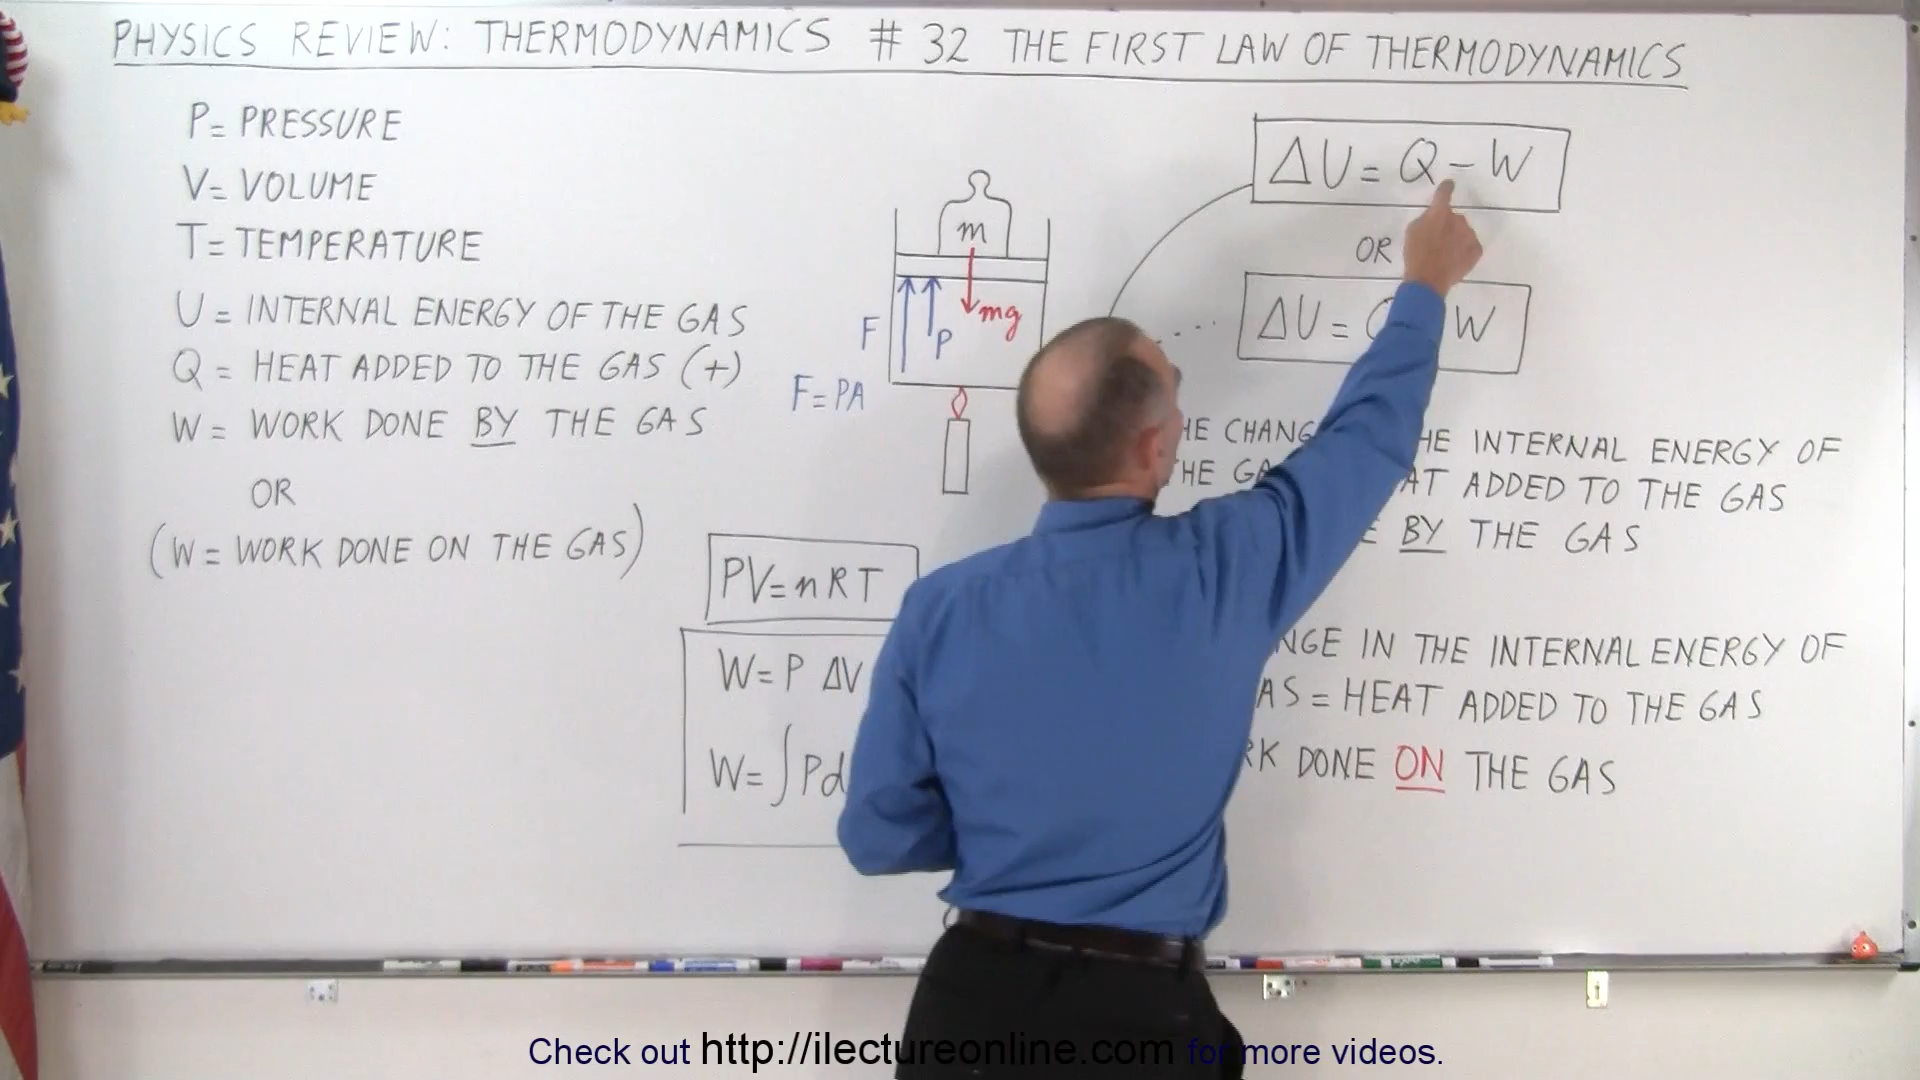 PHYSICS REVIEW: THERMODYNAMICS # 32 THE FIRST LAW OF THERMODYNAMICS
P= PRESSURE
V= VOLUME
T= TEMPERATURE
U = INTERNAL ENERGY OF THE GAS
Q = HEAT ADDED TO THE GAS (+)
W = WORK DONE BY THE GAS
OR
(W = WORK DONE ON THE GAS)
m
mg
F
P
F=PA
PV=nRT
W= P ΔV
W= ∫Pd
ΔU = Q - W
OR
ΔU = W
HE INTERNAL ENERGY OF
ADDED TO THE GAS
BY THE GAS
IN THE INTERNAL ENERGY OF
= HEAT ADDED TO THE GAS
DONE ON THE GAS
Check out http://ilectureonline.com for more videos.